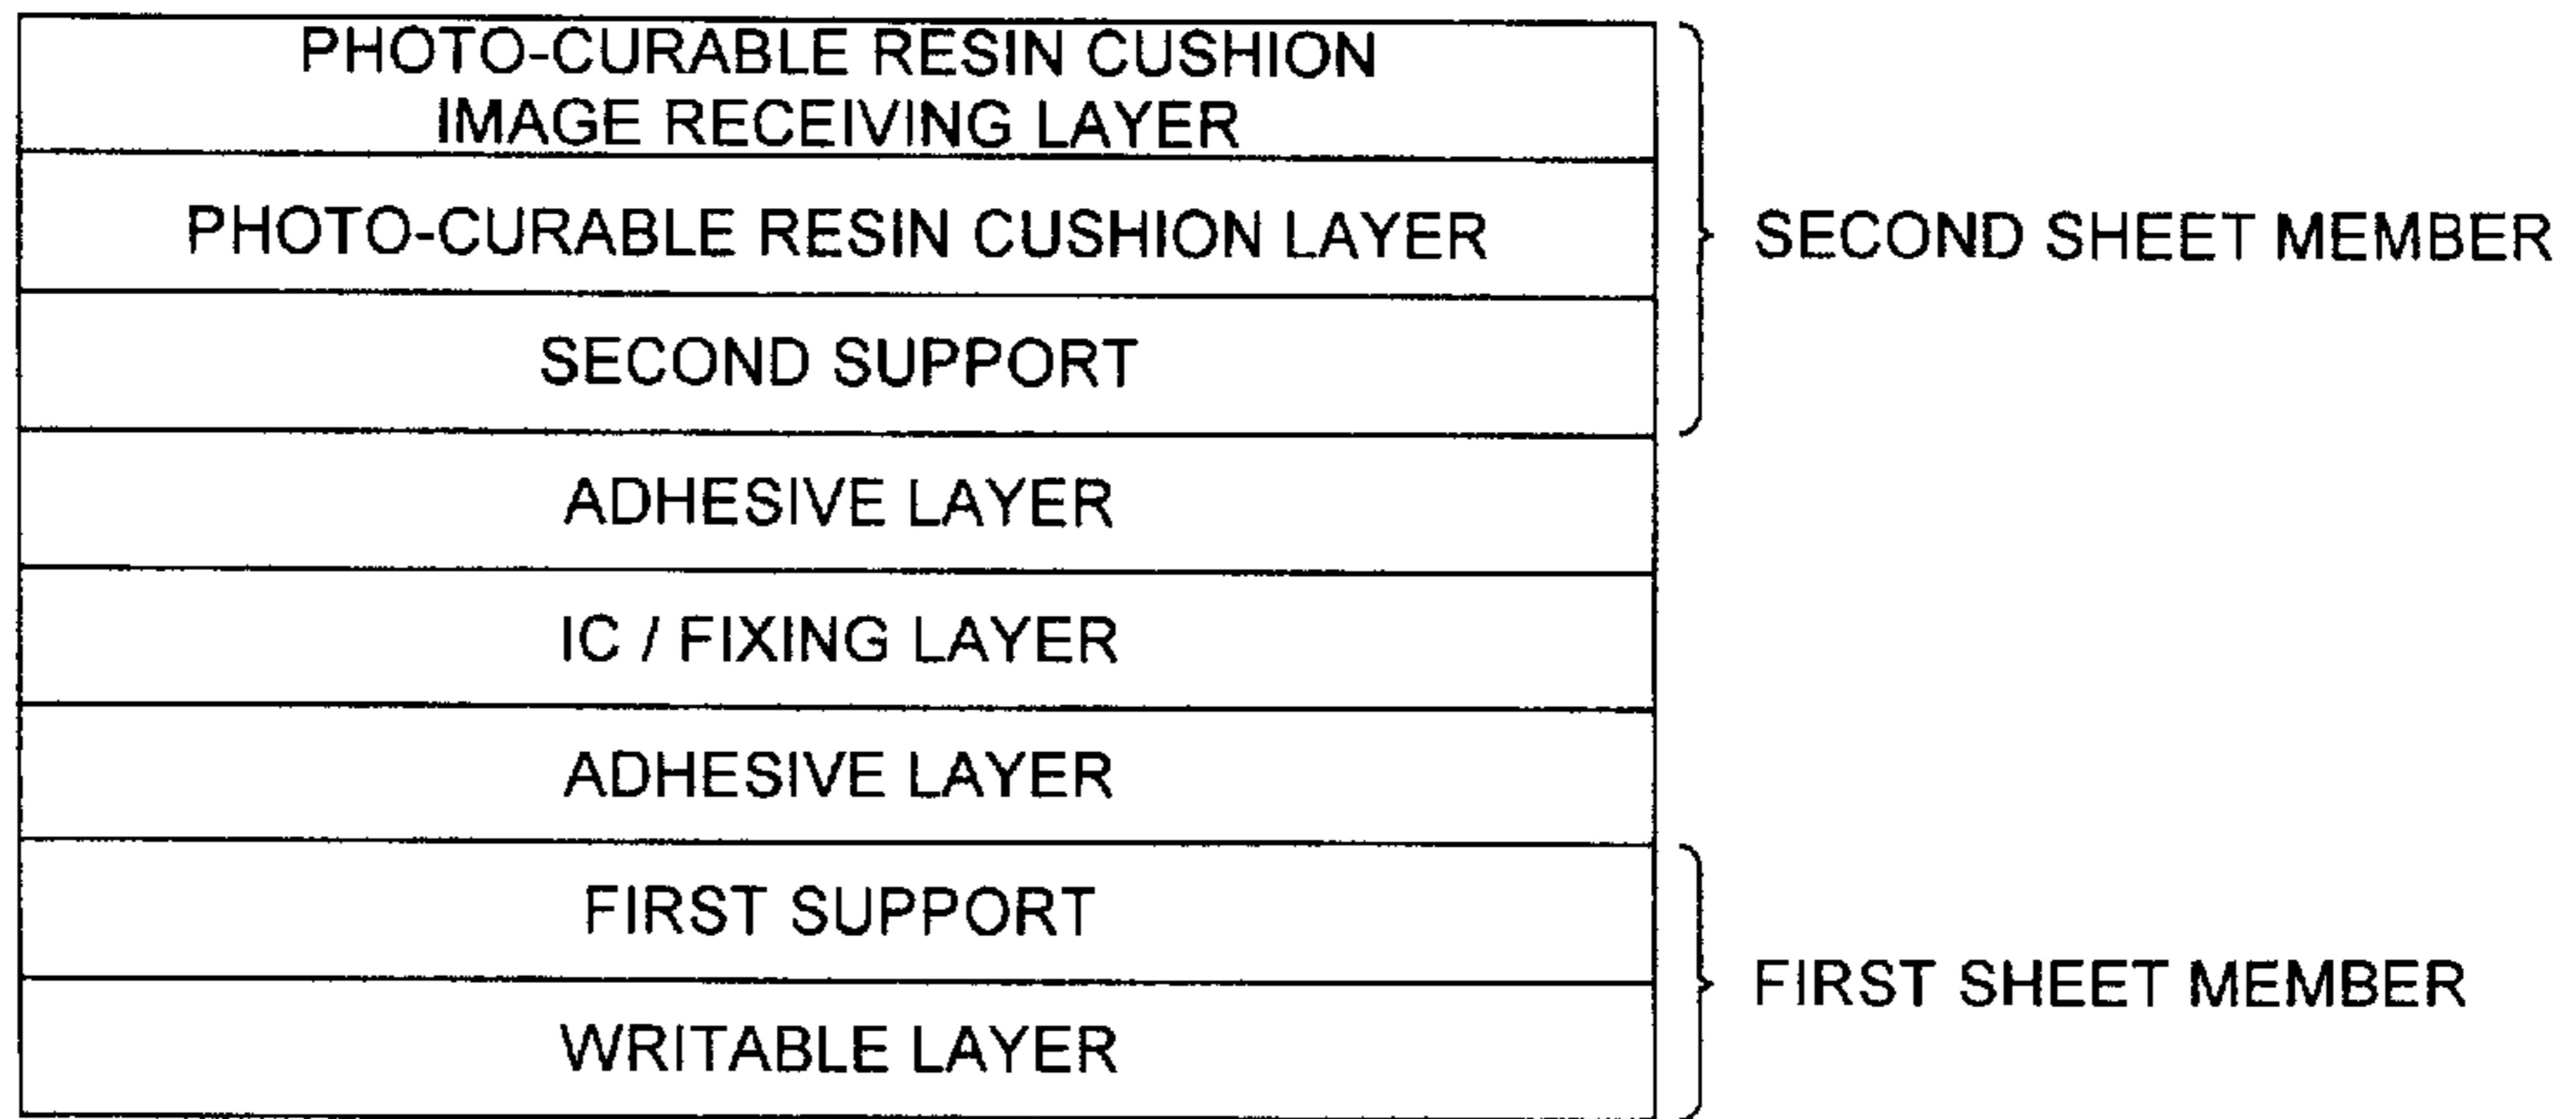 PHOTO-CURABLE RESIN CUSHION
IMAGE RECEIVING LAYER
PHOTO-CURABLE RESIN CUSHION LAYER
SECOND SHEET MEMBER
SECOND SUPPORT
ADHESIVE LAYER
IC / FIXING LAYER
ADHESIVE LAYER
FIRST SUPPORT
FIRST SHEET MEMBER
WRITABLE LAYER